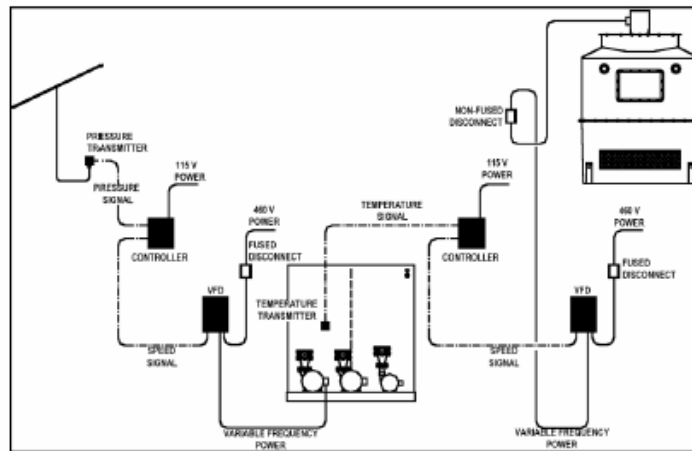 PRESSURE
TRANSMITTER
PRESSURE
SIGNAL
115 V
POWER
CONTROLLER
460 V
POWER
FUSED
DISCONNECT
VFD
SPEED
SIGNAL
TEMPERATURE
TRANSMITTER
VARIABLE FREQUENCY
POWER
TEMPERATURE
SIGNAL
NON-FUSED
DISCONNECT
115 V
POWER
CONTROLLER
460 V
POWER
FUSED
DISCONNECT
VFD
SPEED
SIGNAL
VARIABLE FREQUENCY
POWER